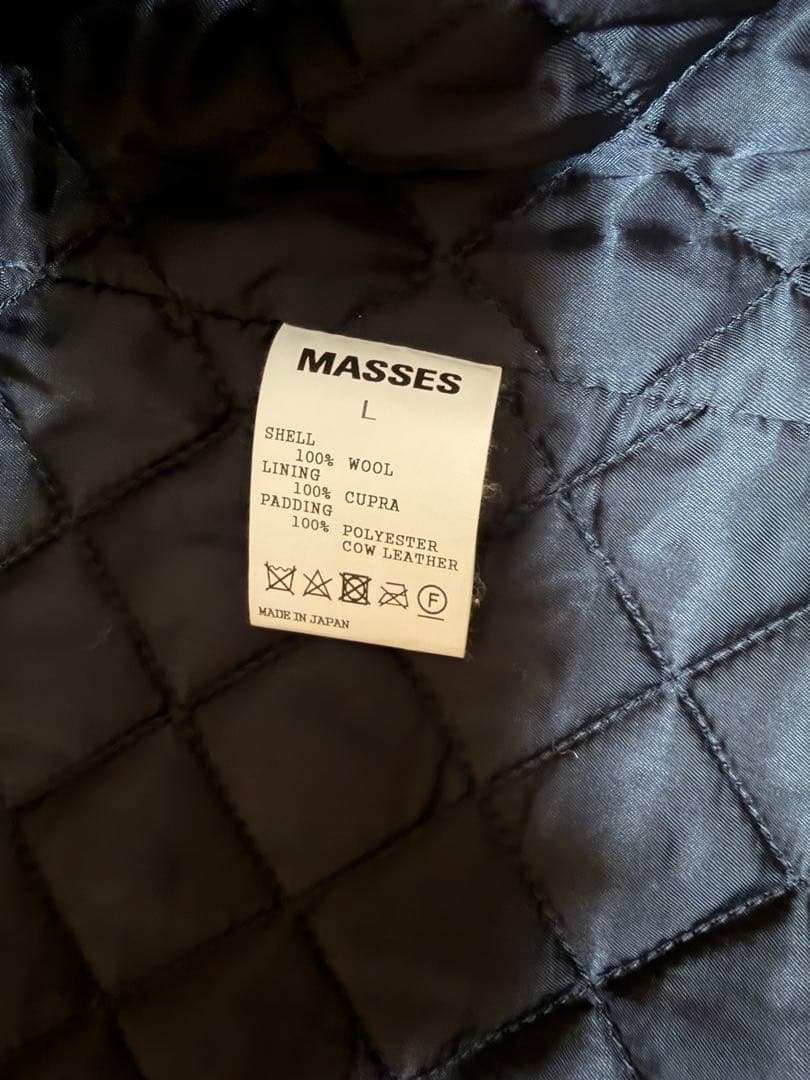 MASSES
L
SHELL
100% WOOL
LINING
100% CUPRA
PADDING
100% POLYESTER
COW LEATHER
F
MADE IN JAPAN